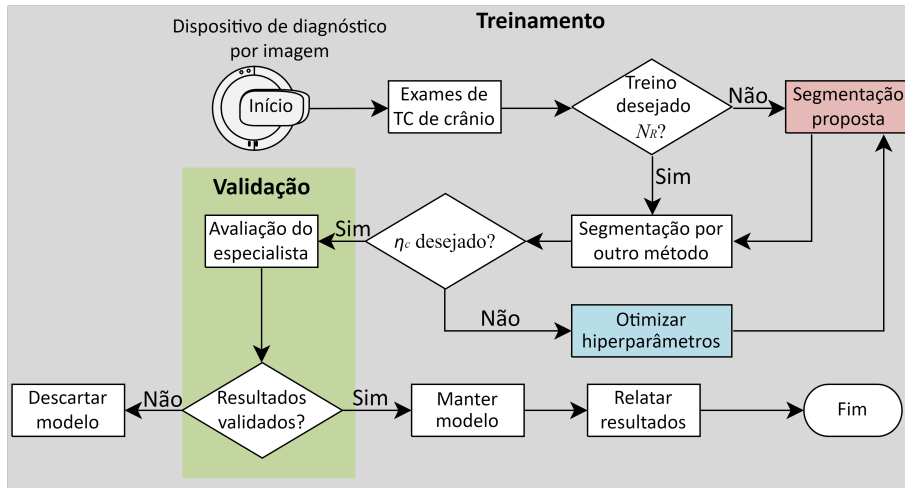 Treinamento
Dispositivo de diagnóstico
por imagem
Início
Exames de
TC de crânio
Treino
desejado
N_R?
Não
Segmentação
proposta
Sim
Validação
Avaliação do
especialista
Sim
η_c desejado?
Segmentação por
outro método
Não
Otimizar
hiperparâmetros
Descartar
modelo
Não
Resultados
validados?
Sim
Manter
modelo
Relatar
resultados
Fim